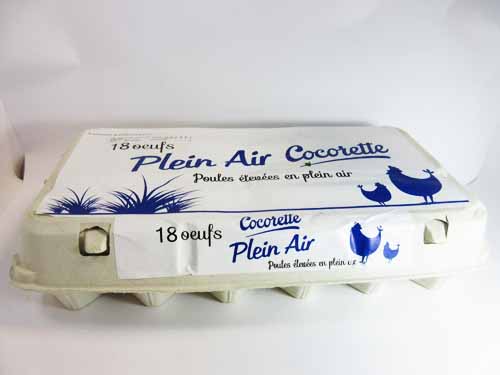 18 oeufs
Plein Air Cocorette
Poules élevées en plein air
Cocorette
18 oeufs
Plein Air
Poules élevées en plein